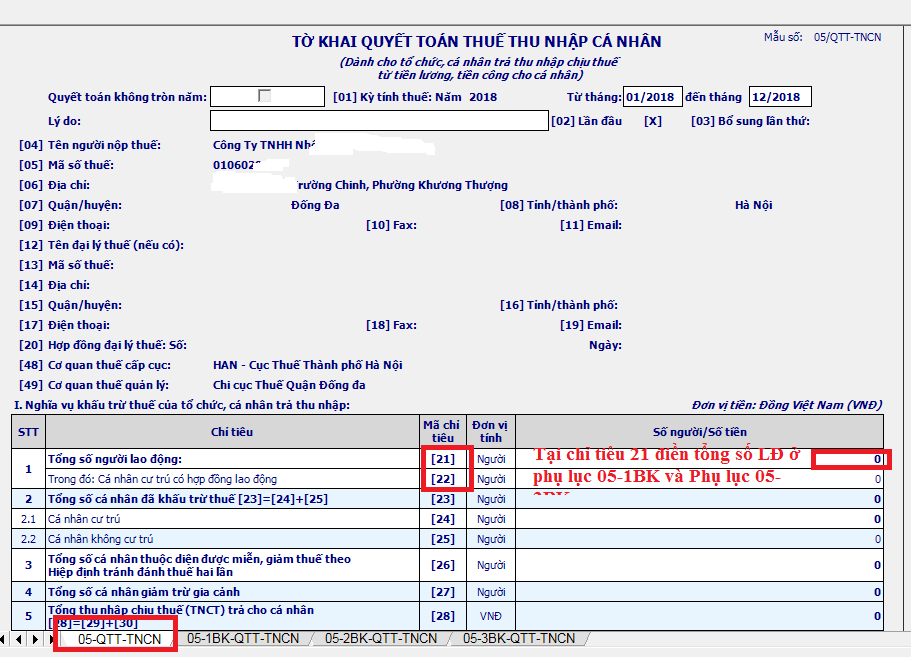 TỜ KHAI QUYẾT TOÁN THUẾ THU NHẬP CÁ NHÂN
Mẫu số: 05/QTT-TNCN
(Dành cho tổ chức, cá nhân trả thu nhập chịu thuế
từ tiền lương, tiền công cho cá nhân)
Quyết toán không tròn năm: [01] Kỳ tính thuế: Năm 2018 Từ tháng: 01/2018 đến tháng 12/2018
Lý do: [02] Lần đầu [X] [03] Bổ sung lần thứ:
[04] Tên người nộp thuế: Công Ty TNHH
[05] Mã số thuế:
[06] Địa chỉ: Chinh, Phường Khương Thượng
[07] Quận/huyện: Đống Đa [08] Tỉnh/thành phố: Hà Nội
[09] Điện thoại: [10] Fax: [11] Email:
[12] Tên đại lý thuế (nếu có):
[13] Mã số thuế:
[14] Địa chỉ:
[15] Quận/huyện: [16] Tỉnh/thành phố:
[17] Điện thoại: [18] Fax: [19] Email:
[20] Hợp đồng đại lý thuế: Số: Ngày:
[48] Cơ quan thuế cấp cục: HAN - Cục Thuế Thành phố Hà Nội
[49] Cơ quan thuế quản lý: Chi cục Thuế Quận Đống đa
I. Nghĩa vụ khấu trừ thuế của tổ chức, cá nhân trả thu nhập: Đơn vị tiền: Đồng Việt Nam (VNĐ)
STT Chỉ tiêu Mã chỉ tiêu Đơn vị tính Số người/Số tiền
1 Tổng số người lao động: [21] Người 0
Tại chỉ tiêu 21 điền tổng số LĐ ở
phụ lục 05-1BK và Phụ lục 05-
Trong đó: Cá nhân cư trú có hợp đồng lao động [22] Người 0
2 Tổng số cá nhân đã khấu trừ thuế [23]=[24]+[25] [23] Người 0
2.1 Cá nhân cư trú [24] Người 0
2.2 Cá nhân không cư trú [25] Người 0
3 Tổng số cá nhân thuộc diện được miễn, giảm thuế theo
Hiệp định tránh đánh thuế hai lần [26] Người 0
4 Tổng số cá nhân giảm trừ gia cảnh [27] Người 0
5 Tổng thu nhập chịu thuế (TNCT) trả cho cá nhân
[28]=[29]+[30] [28] VNĐ 0
05-QTT-TNCN 05-1BK-QTT-TNCN 05-2BK-QTT-TNCN 05-3BK-QTT-TNCN